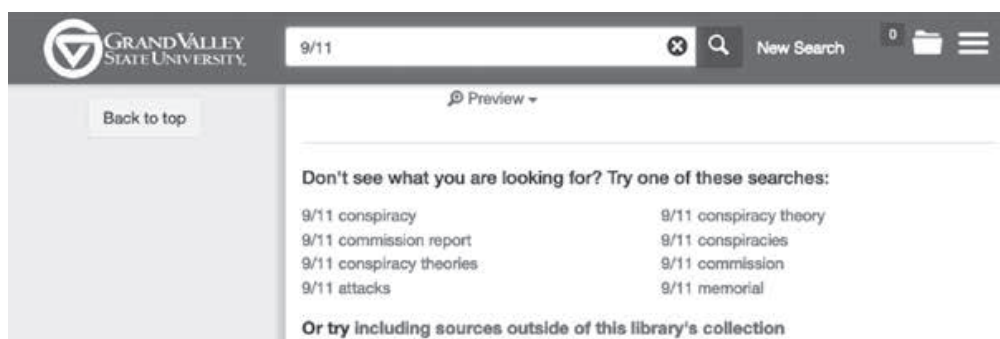 GRAND VALLEY
STATE UNIVERSITY.
9/11
New Search
0
Preview
Back to top
Don't see what you are looking for? Try one of these searches:
9/11 conspiracy
9/11 conspiracy theory
9/11 commission report
9/11 conspiracies
9/11 conspiracy theories
9/11 commission
9/11 attacks
9/11 memorial
Or try including sources outside of this library's collection